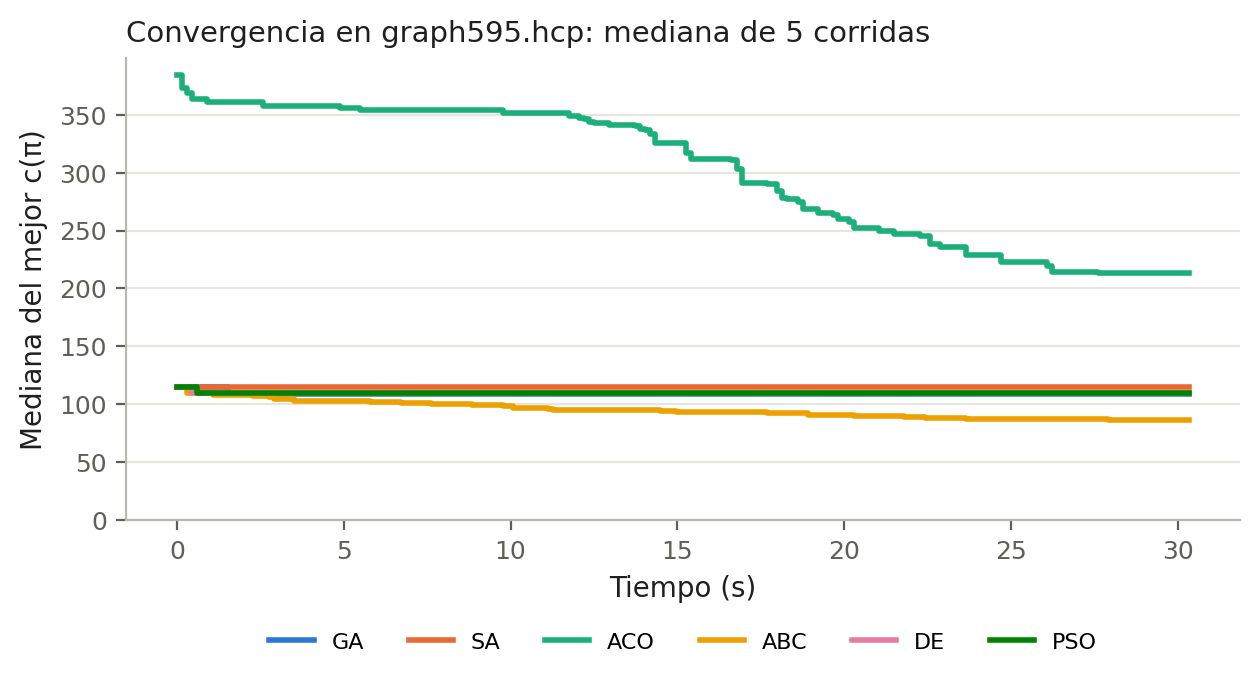 Convergencia en graph595.hcp: mediana de 5 corridas
Mediana del mejor c(π)
350
300
250
200
150
100
50
0
0 5 10 15 20 25 30
Tiempo (s)
GA SA ACO ABC DE PSO